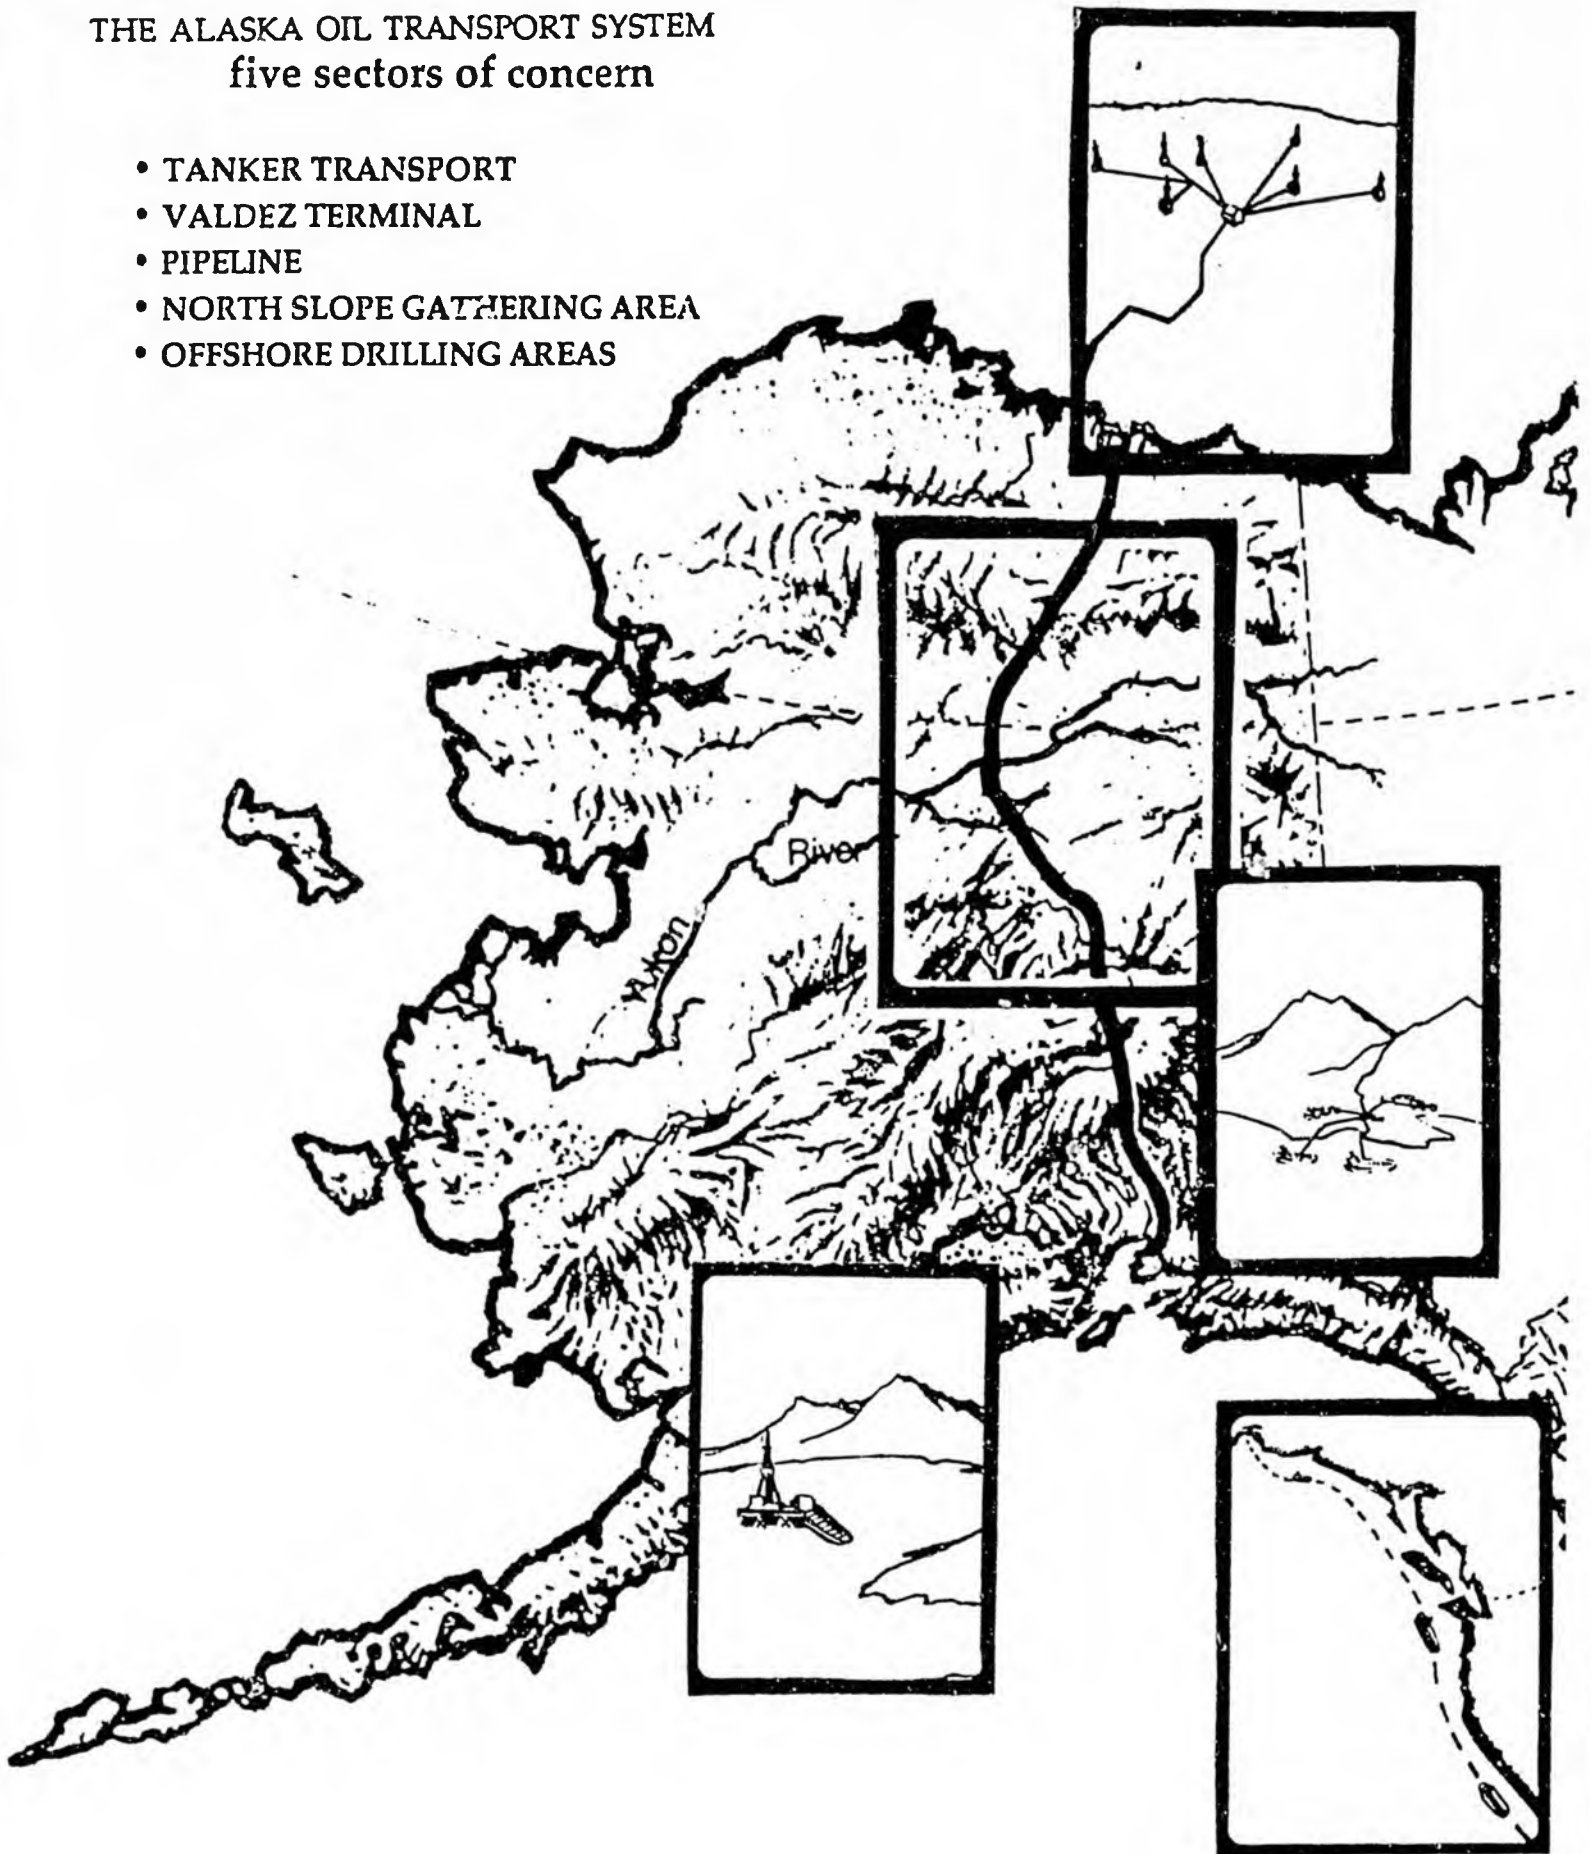 THE ALASKA OIL TRANSPORT SYSTEM
five sectors of concern
• TANKER TRANSPORT
• VALDEZ TERMINAL
• PIPELINE
• NORTH SLOPE GATHERING AREA
• OFFSHORE DRILLING AREAS
Yukon River